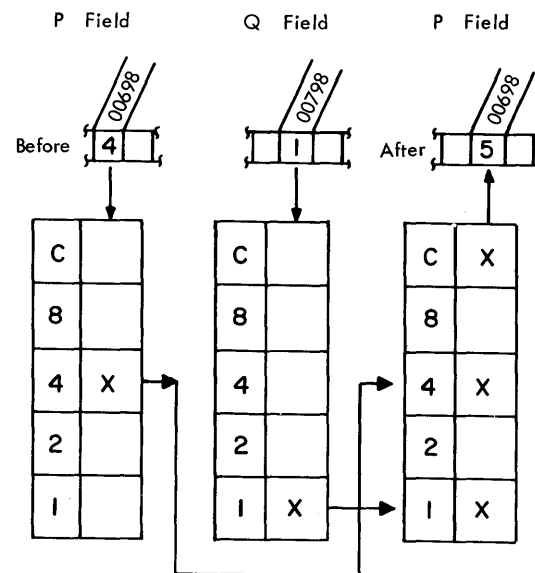 P Field Q Field P Field
00698 00798 00698
Before 4 1 After 5
C C C X
8 8 8
4 X 4 4 X
2 2 2
1 1 X 1 X